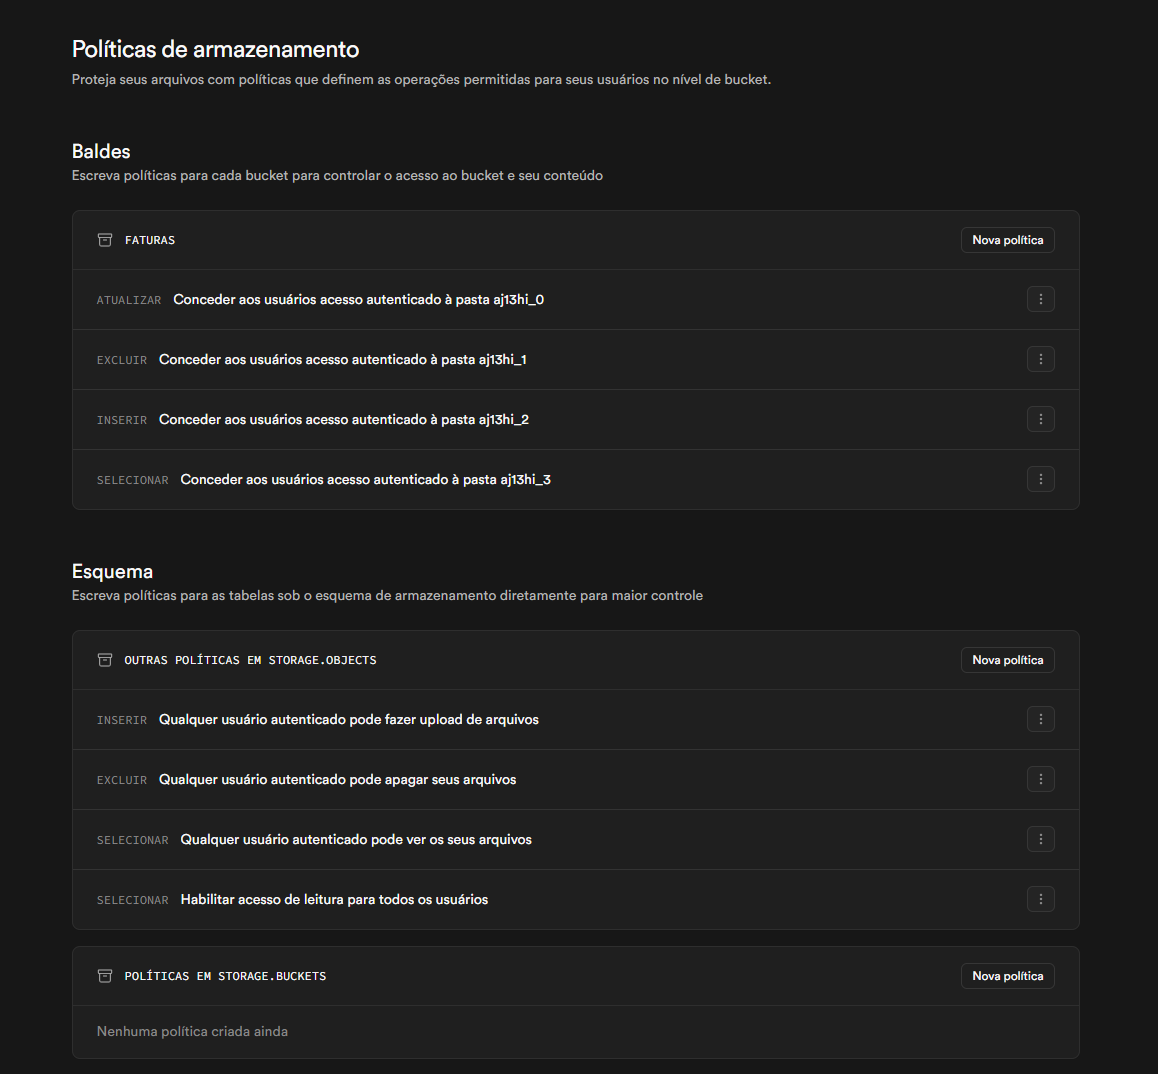 Políticas de armazenamento
Proteja seus arquivos com políticas que definem as operações permitidas para seus usuários no nível de bucket.
Baldes
Escreva políticas para cada bucket para controlar o acesso ao bucket e seu conteúdo
FATURAS Nova política
ATUALIZAR Conceder aos usuários acesso autenticado à pasta aj13hi_0
EXCLUIR Conceder aos usuários acesso autenticado à pasta aj13hi_1
INSERIR Conceder aos usuários acesso autenticado à pasta aj13hi_2
SELECIONAR Conceder aos usuários acesso autenticado à pasta aj13hi_3
Esquema
Escreva políticas para as tabelas sob o esquema de armazenamento diretamente para maior controle
OUTRAS POLÍTICAS EM STORAGE.OBJECTS Nova política
INSERIR Qualquer usuário autenticado pode fazer upload de arquivos
EXCLUIR Qualquer usuário autenticado pode apagar seus arquivos
SELECIONAR Qualquer usuário autenticado pode ver os seus arquivos
SELECIONAR Habilitar acesso de leitura para todos os usuários
POLÍTICAS EM STORAGE.BUCKETS Nova política
Nenhuma política criada ainda